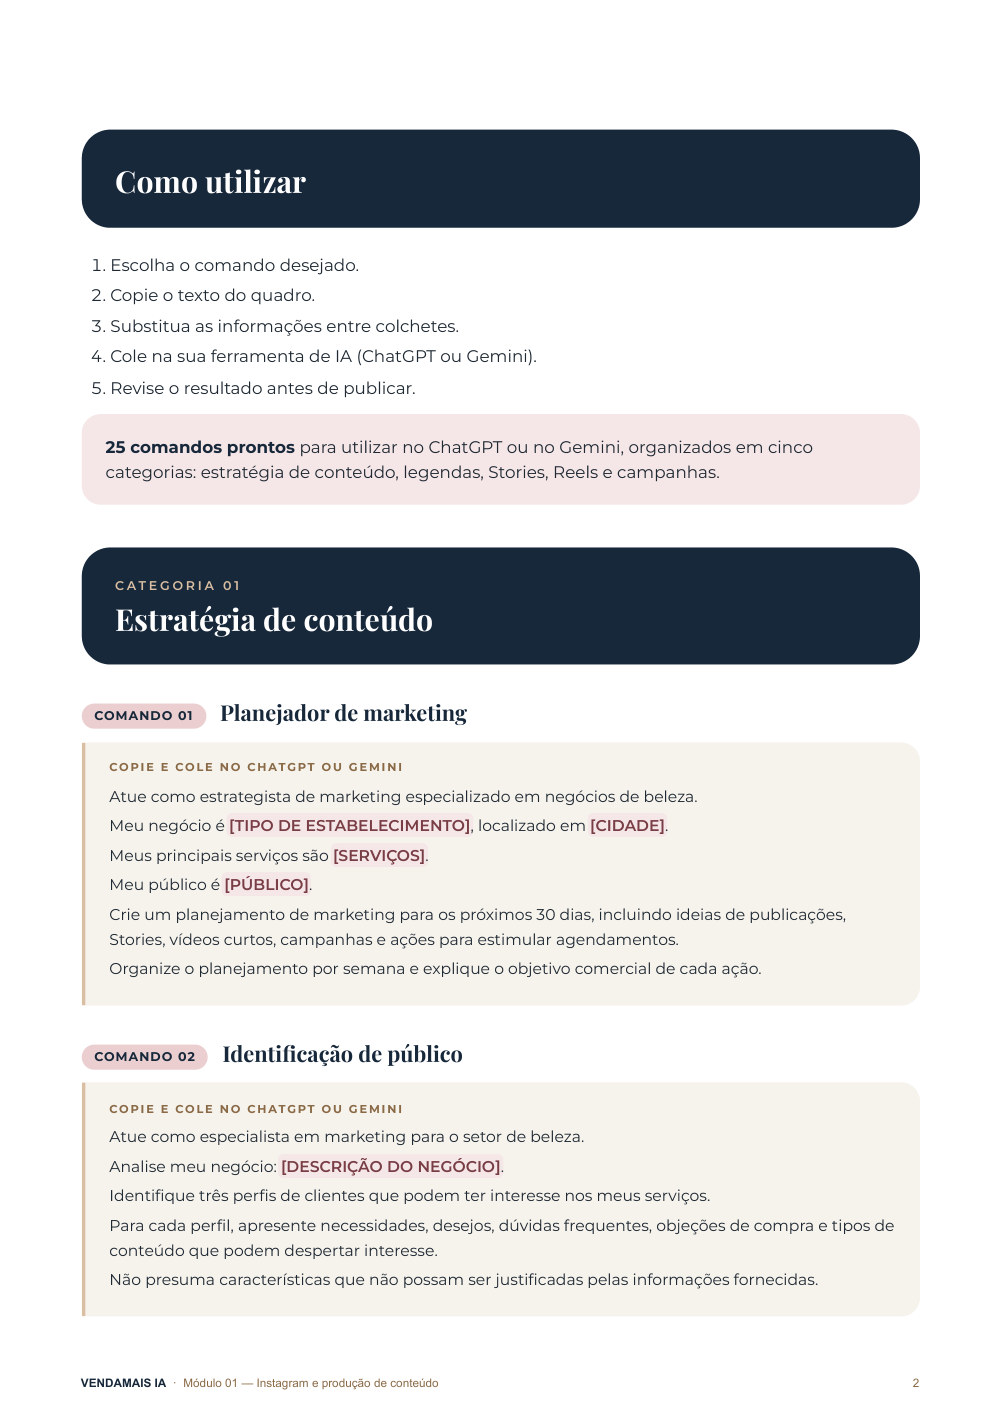 Como utilizar
1. Escolha o comando desejado.
2. Copie o texto do quadro.
3. Substitua as informações entre colchetes.
4. Cole na sua ferramenta de IA (ChatGPT ou Gemini).
5. Revise o resultado antes de publicar.
25 comandos prontos para utilizar no ChatGPT ou no Gemini, organizados em cinco
categorias: estratégia de conteúdo, legendas, Stories, Reels e campanhas.
CATEGORIA 01
Estratégia de conteúdo
COMANDO 01 Planejador de marketing
COPIE E COLE NO CHATGPT OU GEMINI
Atue como estrategista de marketing especializado em negócios de beleza.
Meu negócio é [TIPO DE ESTABELECIMENTO], localizado em [CIDADE].
Meus principais serviços são [SERVIÇOS].
Meu público é [PÚBLICO].
Crie um planejamento de marketing para os próximos 30 dias, incluindo ideias de publicações,
Stories, vídeos curtos, campanhas e ações para estimular agendamentos.
Organize o planejamento por semana e explique o objetivo comercial de cada ação.
COMANDO 02 Identificação de público
COPIE E COLE NO CHATGPT OU GEMINI
Atue como especialista em marketing para o setor de beleza.
Analise meu negócio: [DESCRIÇÃO DO NEGÓCIO].
Identifique três perfis de clientes que podem ter interesse nos meus serviços.
Para cada perfil, apresente necessidades, desejos, dúvidas frequentes, objeções de compra e tipos de
conteúdo que podem despertar interesse.
Não presuma características que não possam ser justificadas pelas informações fornecidas.
VENDAMAIS IA · Módulo 01 — Instagram e produção de conteúdo 2